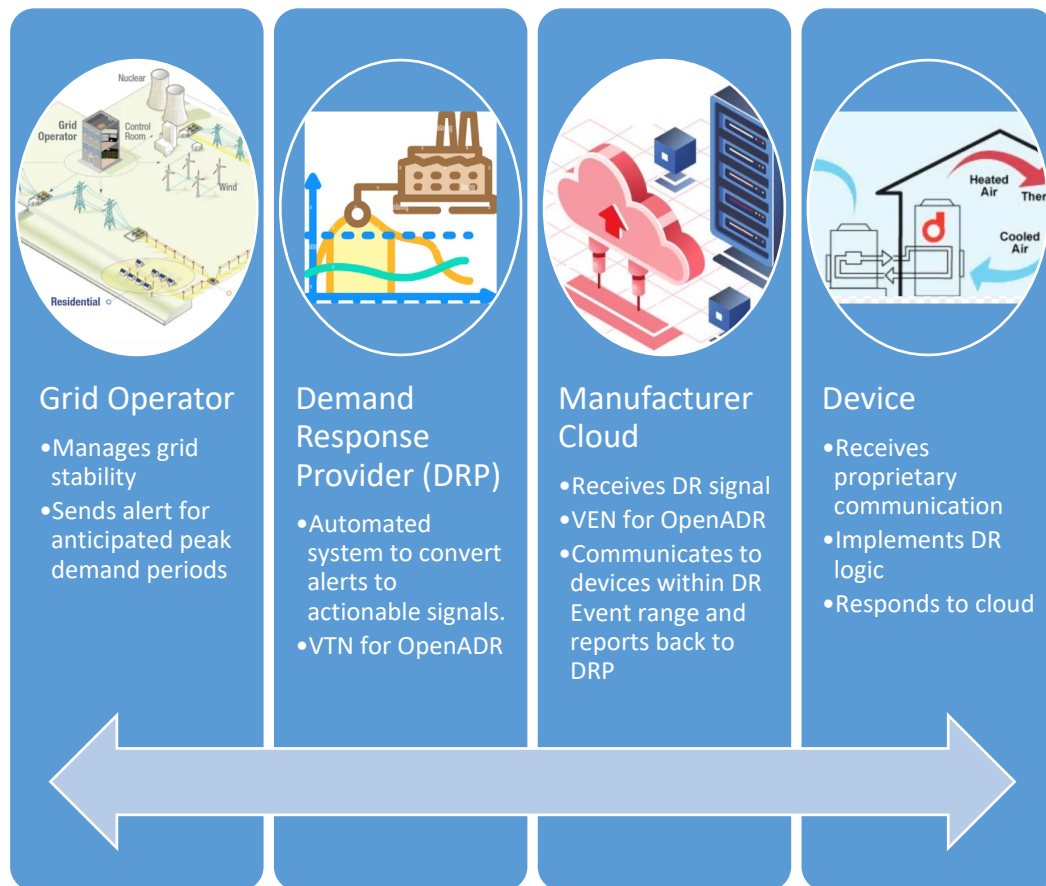 Nuclear
Grid
Operator
Control
Room
Wind
Residential
Heated
Air
Ther
Cooled
Air
d
Grid Operator
•Manages grid
stability
•Sends alert for
anticipated peak
demand periods
Demand
Response
Provider (DRP)
•Automated
system to convert
alerts to
actionable signals.
•VTN for OpenADR
Manufacturer
Cloud
•Receives DR signal
•VEN for OpenADR
•Communicates to
devices within DR
Event range and
reports back to
DRP
Device
•Receives
proprietary
communication
•Implements DR
logic
•Responds to cloud